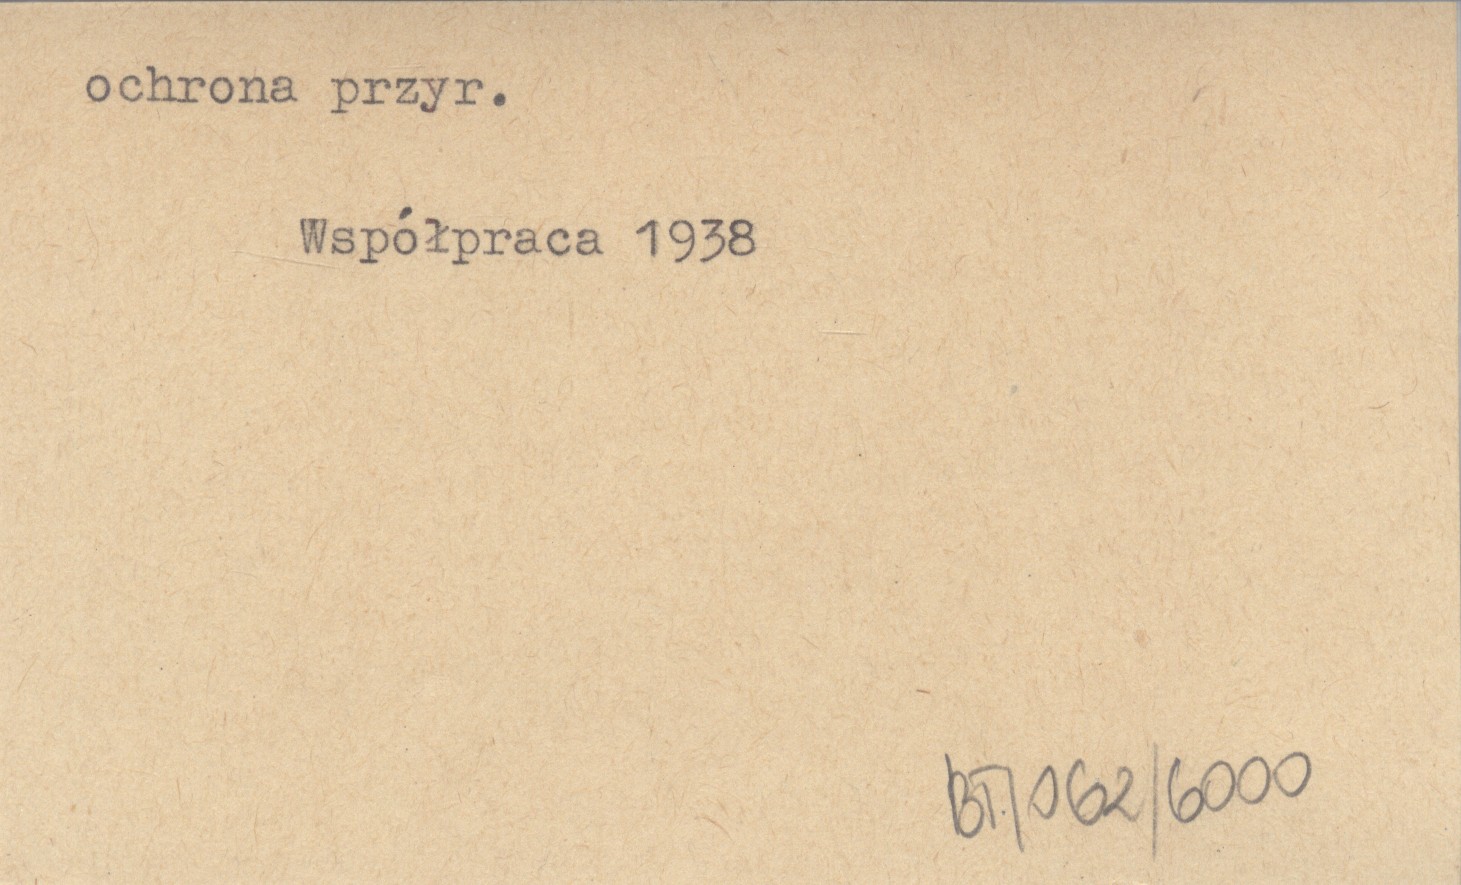 ochrona przyr.
Współpraca 1938
BT./062/6000